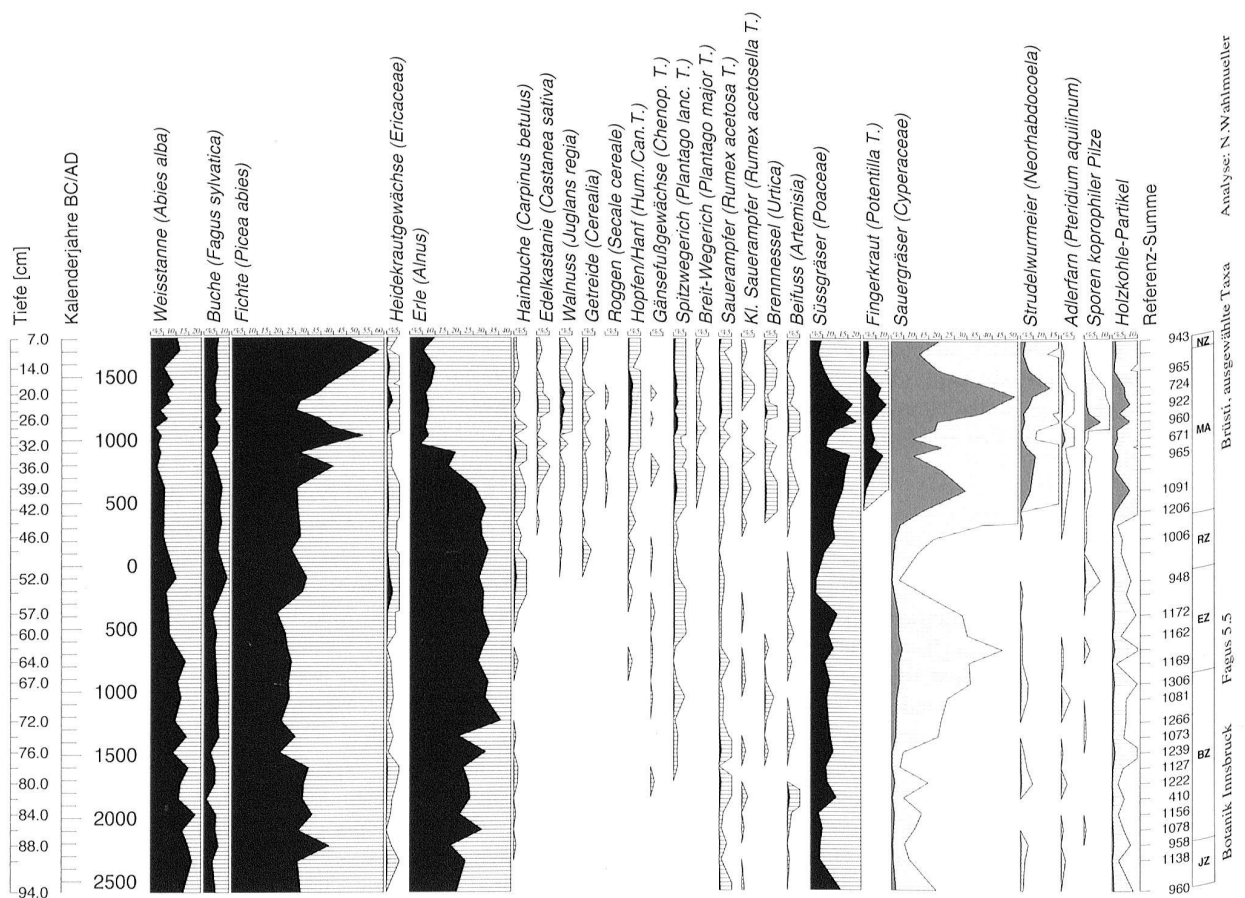 Tiefe [cm]
Kalenderjahre BC/AD
Weisstanne (Abies alba)
Buche (Fagus sylvatica)
Fichte (Picea abies)
Heidekrautgewächse (Ericaceae)
Erle (Alnus)
Hainbuche (Carpinus betulus)
Edelkastanie (Castanea sativa)
Walnuss (Juglans regia)
Getreide (Cerealia)
Roggen (Secale cereale)
Hopfen/Hanf (Hum./Can.T.)
Gänsefußgewächse (Chenop. T.)
Spitzwegerich (Plantago lanc. T.)
Breit-Wegerich (Plantago major T.)
Sauerampfer (Rumex acetosa T.)
Kl. Sauerampfer (Rumex acetosella T.)
Brennnessel (Urtica)
Beifuss (Artemisia)
Süssgräser (Poaceae)
Fingerkraut (Potentilla T.)
Sauergräser (Cyperaceae)
Strudelwurmeier (Neorhabdocoela)
Adlerfarn (Pteridium aquilinum)
Sporen koprophiler Pilze
Holzkohle-Partikel
Referenz-Summe
7.0
14.0
20.0
26.0
32.0
36.0
39.0
42.0
46.0
52.0
57.0
60.0
64.0
67.0
72.0
76.0
80.0
84.0
88.0
94.0
1500
1000
500
0
500
1000
1500
2000
2500
943
965
724
922
960
671
965
1091
1206
1006
948
1172
1162
1169
1306
1081
1266
1073
1239
1127
1222
410
1156
1078
958
1138
960
NZ
MA
RZ
EZ
BZ
JZ
Botanik Innsbruck
Fagus 5.5
Brüsti, ausgewählte Taxa
Analyse: N.Wahlmueller